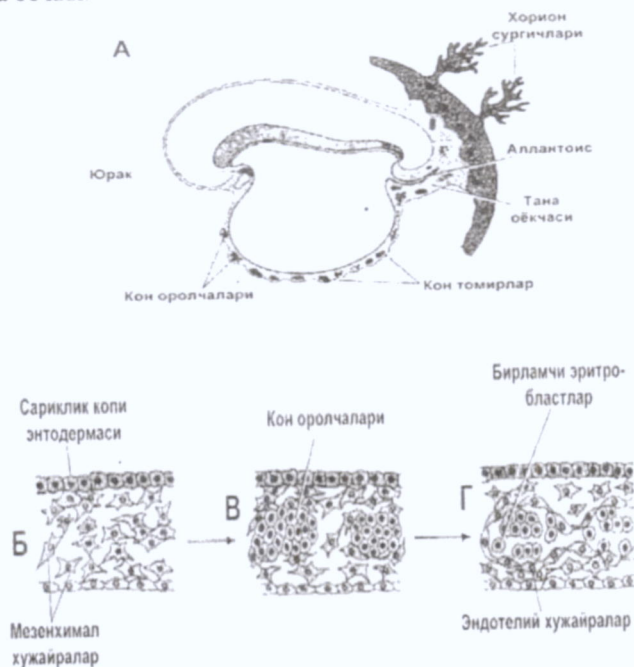 А
Хорион
сургичлари
Аллантоис
Юрак
Тана
оёкчаси
Кон оролчалари
Кон томирлар
Бирламчи эритро-
бластлар
Сариклик копи
энтодермаси
Кон оролчалари
Б
В
Г
Мезенхимал
хужайралар
Эндотелий хужайралар